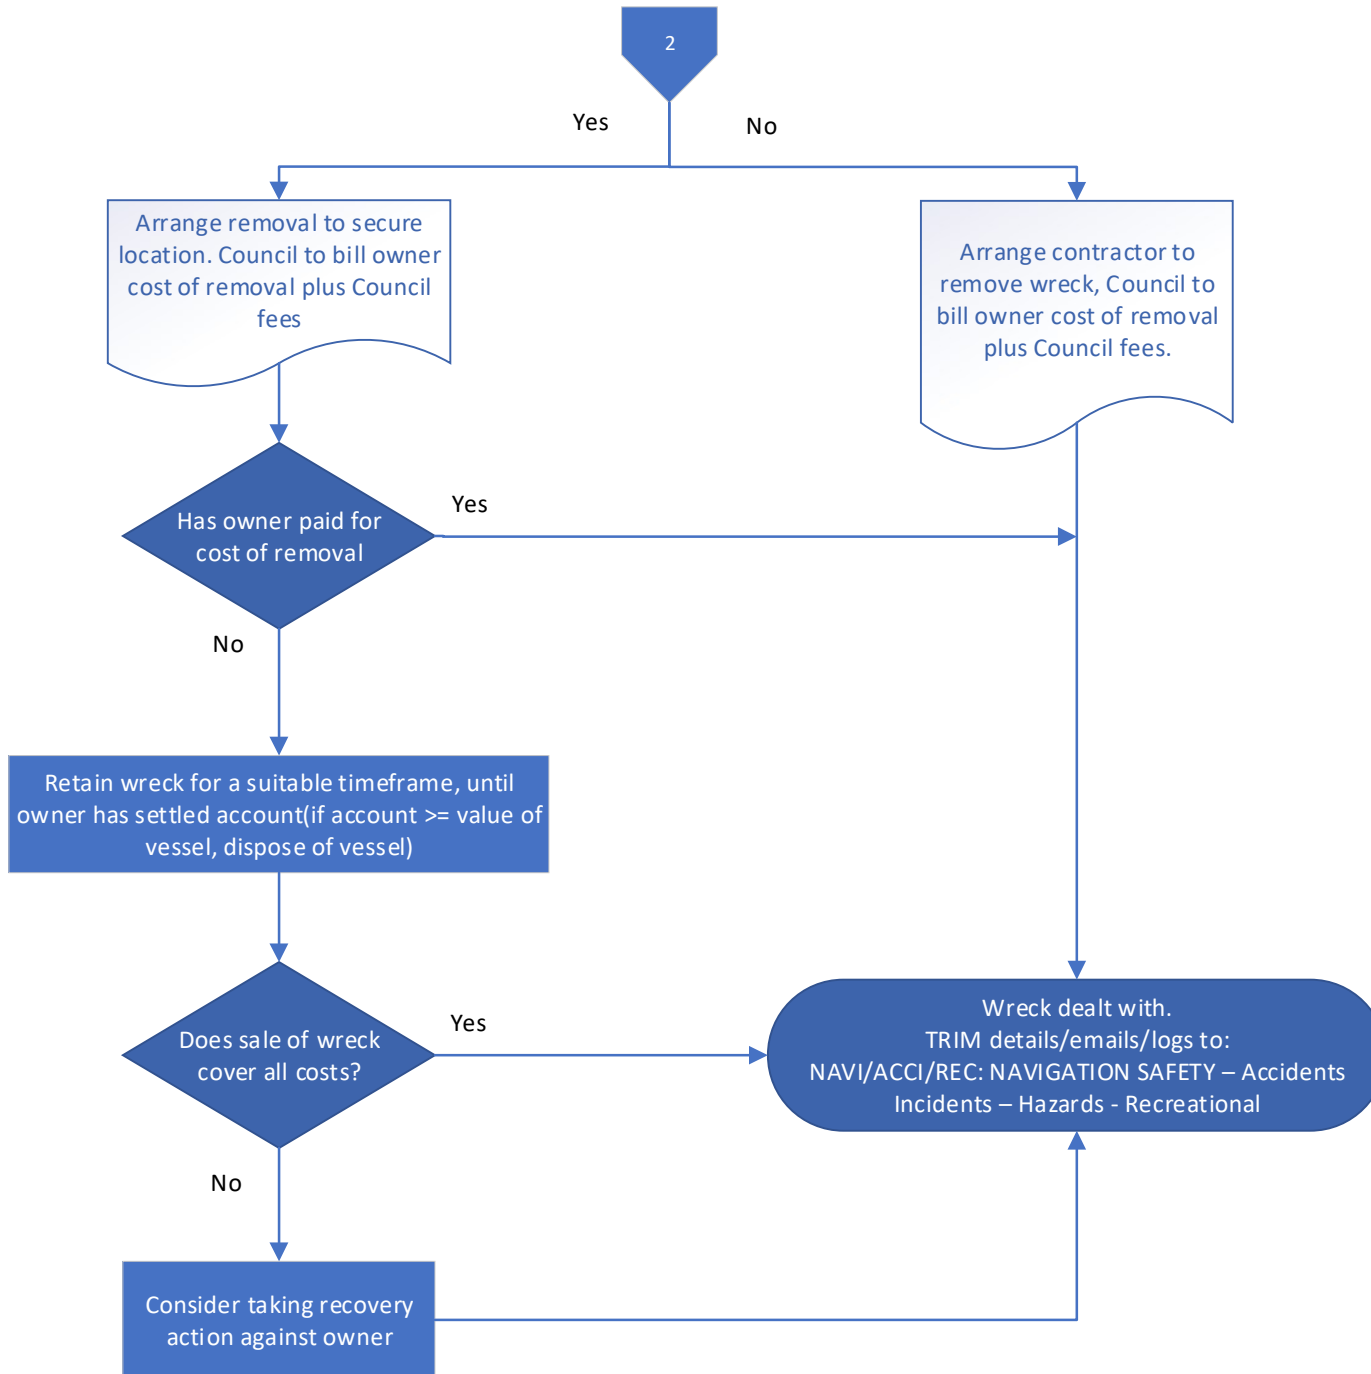 2
Yes
No
Arrange removal to secure
location. Council to bill owner
cost of removal plus Council
fees
Arrange contractor to
remove wreck, Council to
bill owner cost of removal
plus Council fees.
Has owner paid for
cost of removal
Yes
No
Retain wreck for a suitable timeframe, until
owner has settled account(if account >= value of
vessel, dispose of vessel)
Does sale of wreck
cover all costs?
Yes
Wreck dealt with.
TRIM details/emails/logs to:
NAVI/ACCI/REC: NAVIGATION SAFETY – Accidents
Incidents – Hazards - Recreational
No
Consider taking recovery
action against owner